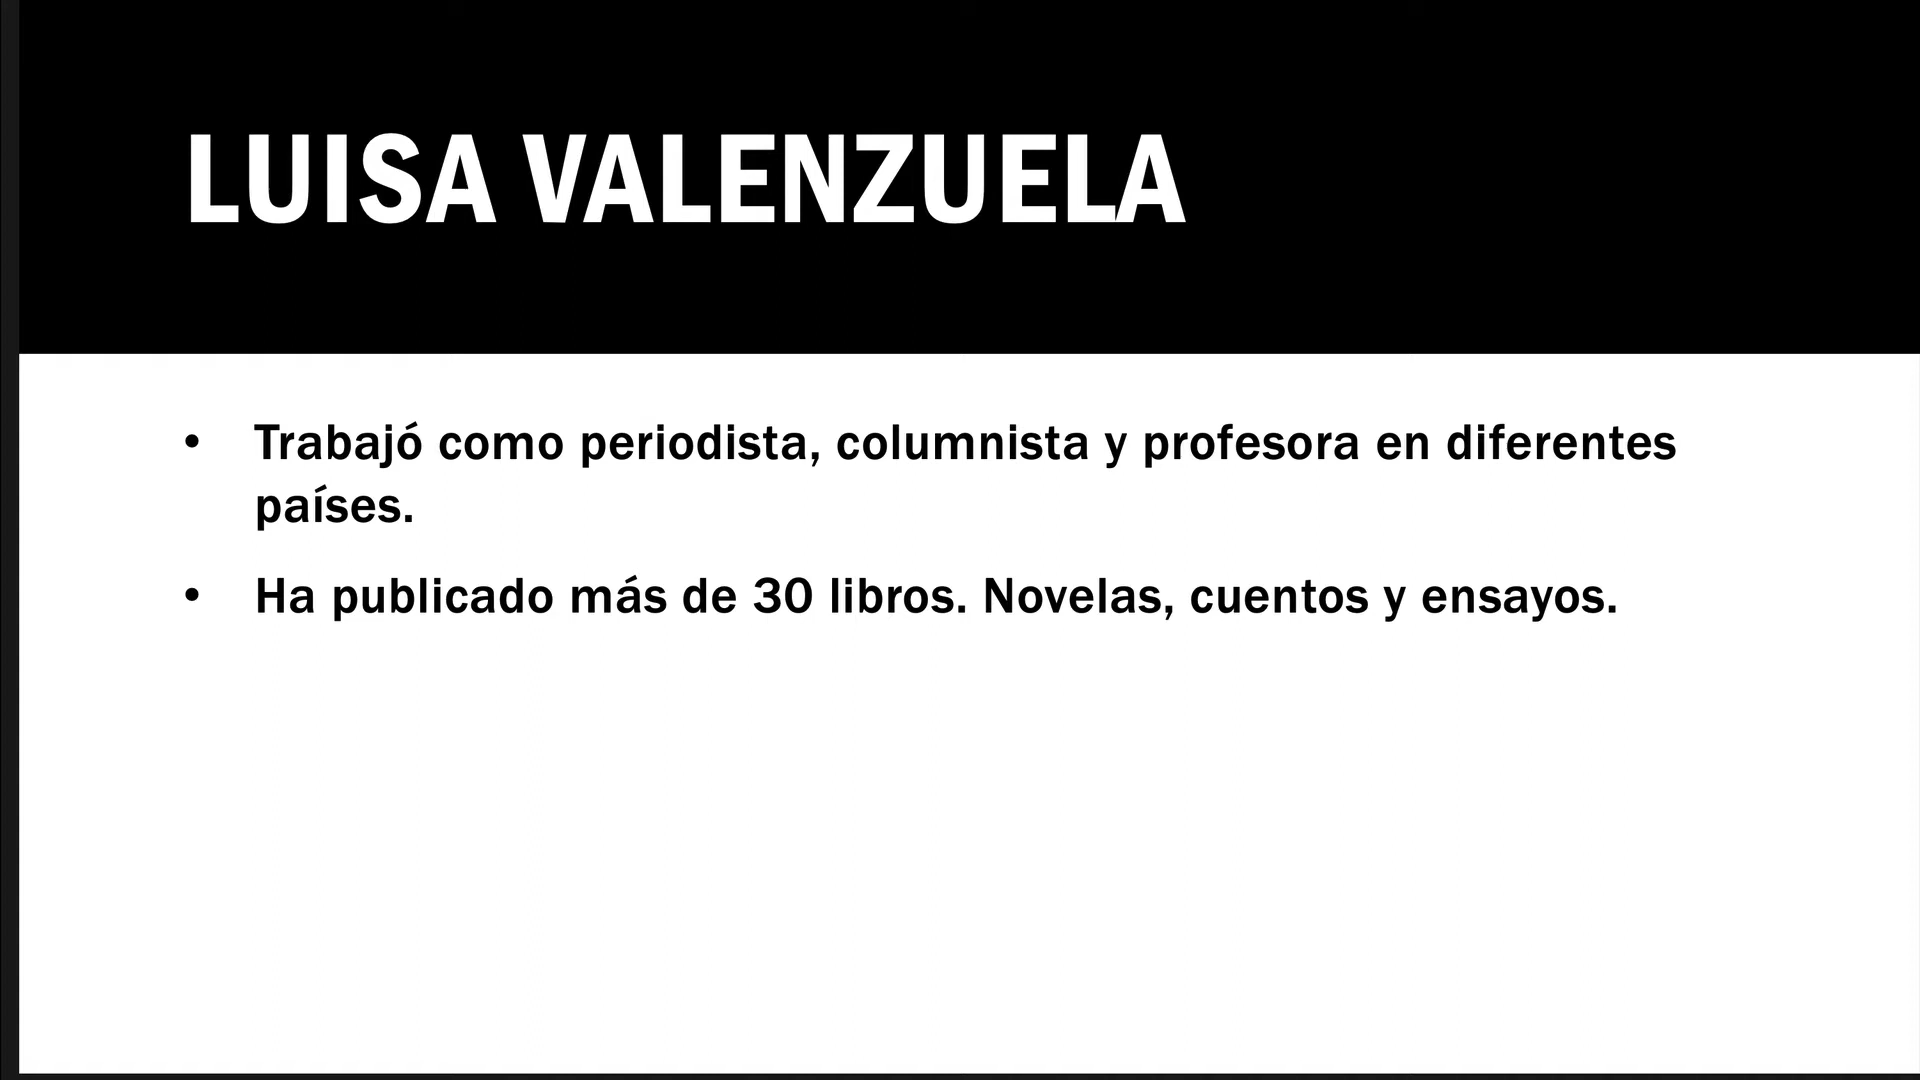 LUISA VALENZUELA
• Trabajó como periodista, columnista y profesora en diferentes
países.
• Ha publicado más de 30 libros. Novelas, cuentos y ensayos.